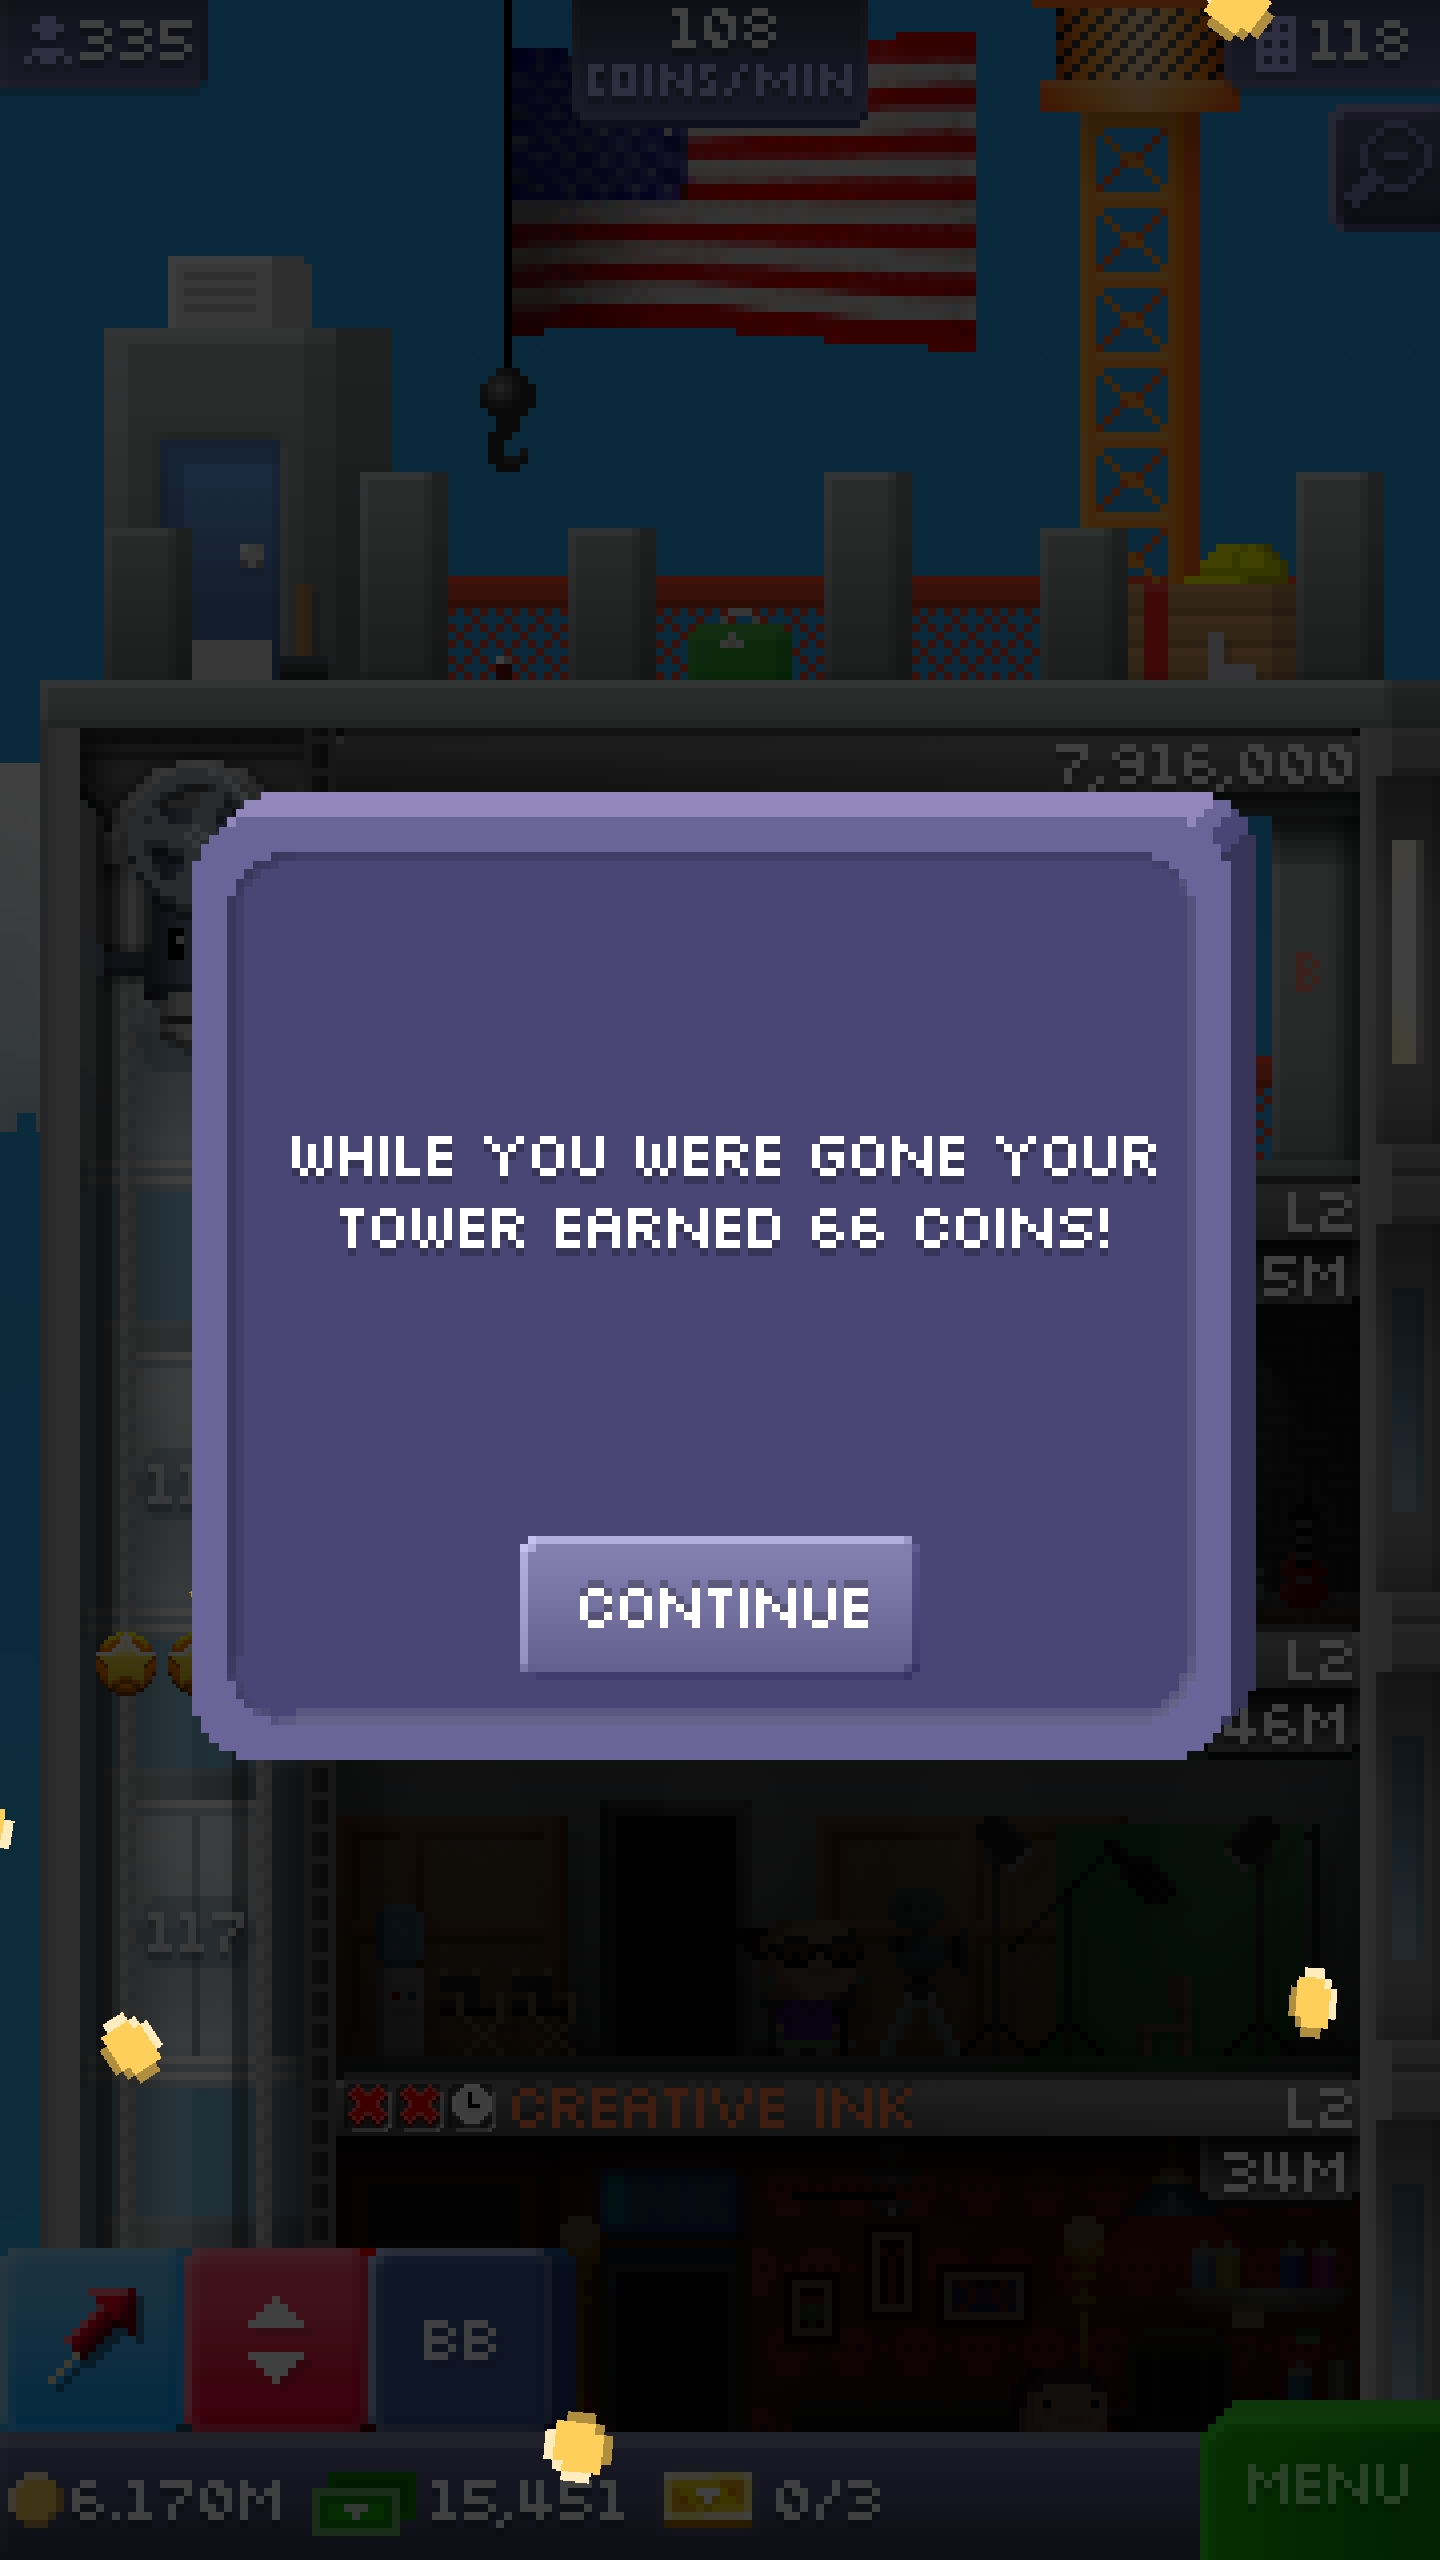 335
108
COINS/MIN
118
7,916,000
B
L2
5M
WHILE YOU WERE GONE YOUR
TOWER EARNED 66 COINS!
CONTINUE
L2
46M
117
CREATIVE INK
L2
34M
BB
6.170M
15,451
0/3
MENU